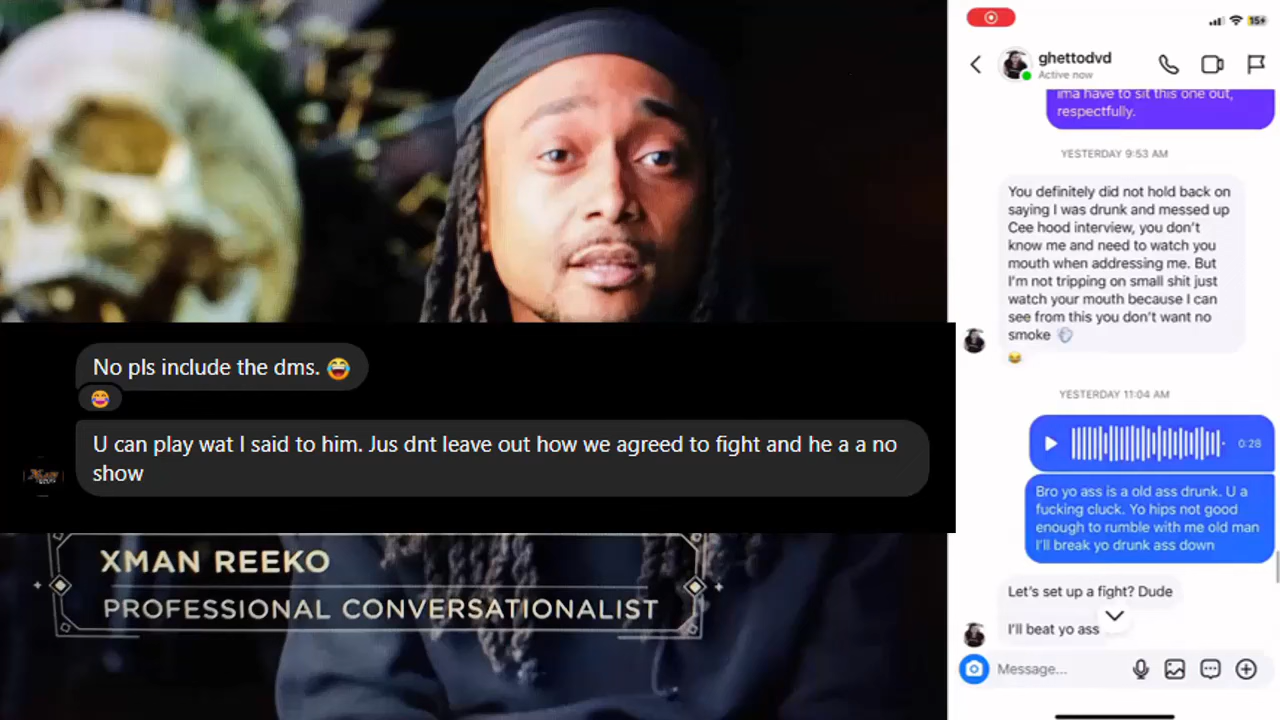 No pls include the dms. 😂
😂
U can play wat I said to him. Jus dnt leave out how we agreed to fight and he a a no
show
XMAN REEKO
PROFESSIONAL CONVERSATIONALIST
15+
ghettodvd
Active now
ima have to sit this one out,
respectfully.
YESTERDAY 9:53 AM
You definitely did not hold back on
saying I was drunk and messed up
Cee hood interview, you don't
know me and need to watch you
mouth when addressing me. But
I'm not tripping on small shit just
watch your mouth because I can
see from this you don't want no
smoke 💨
😂
YESTERDAY 11:04 AM
0:28
Bro yo ass is a old ass drunk. U a
fucking cluck. Yo hips not good
enough to rumble with me old man
I'll break yo drunk ass down
Let's set up a fight? Dude
I'll beat yo ass
Message...